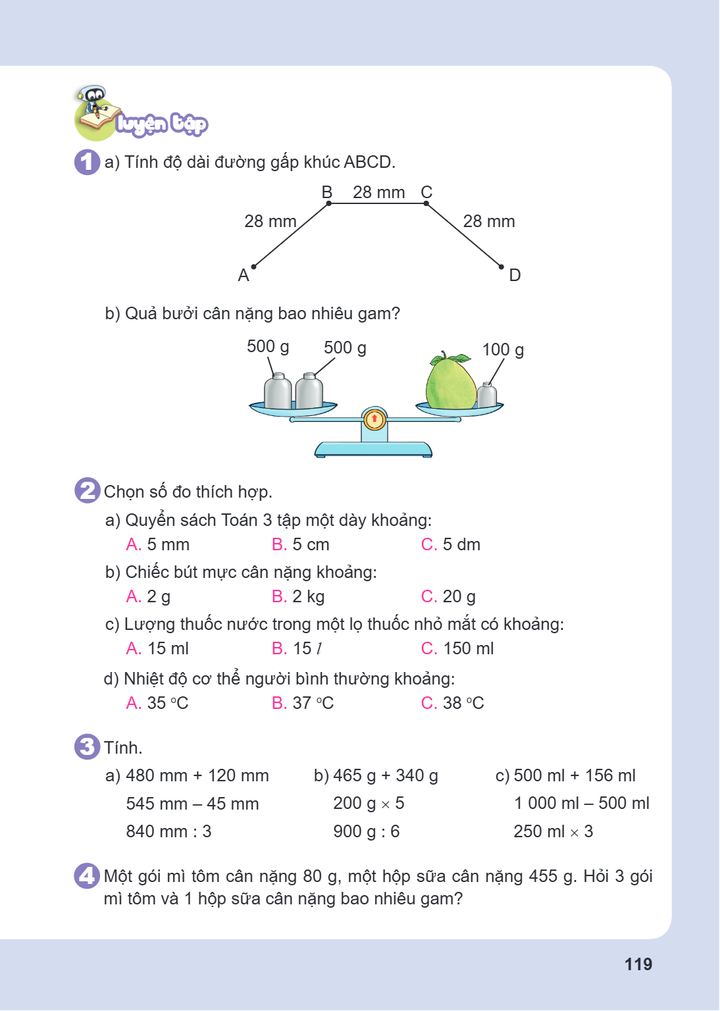 Luyện tập
1 a) Tính độ dài đường gấp khúc ABCD.
B 28 mm C
28 mm 28 mm
A D
b) Quả bưởi cân nặng bao nhiêu gam?
500 g 500 g 100 g
2 Chọn số đo thích hợp.
a) Quyển sách Toán 3 tập một dày khoảng:
A. 5 mm B. 5 cm C. 5 dm
b) Chiếc bút mực cân nặng khoảng:
A. 2 g B. 2 kg C. 20 g
c) Lượng thuốc nước trong một lọ thuốc nhỏ mắt có khoảng:
A. 15 ml B. 15 l C. 150 ml
d) Nhiệt độ cơ thể người bình thường khoảng:
A. 35 °C B. 37 °C C. 38 °C
3 Tính.
a) 480 mm + 120 mm b) 465 g + 340 g c) 500 ml + 156 ml
545 mm – 45 mm 200 g × 5 1 000 ml – 500 ml
840 mm : 3 900 g : 6 250 ml × 3
4 Một gói mì tôm cân nặng 80 g, một hộp sữa cân nặng 455 g. Hỏi 3 gói
mì tôm và 1 hộp sữa cân nặng bao nhiêu gam?
119